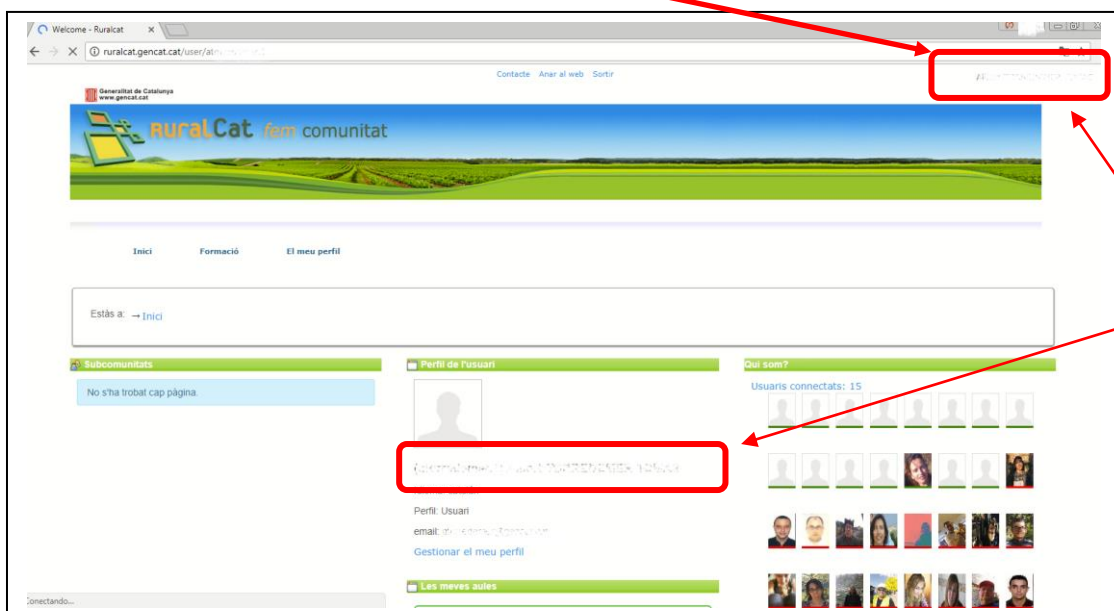 Welcome - Ruralcat
ruralcat.gencat.cat/user/
Contacte Anar al web Sortir
Generalitat de Catalunya
www.gencat.cat
RuralCat fem comunitat
Inici Formació El meu perfil
Estàs a: → Inici
Subcomunitats
No s'ha trobat cap pàgina.
Perfil de l'usuari
Perfil: Usuari
email:
Gestionar el meu perfil
Les meves aules
Qui som?
Usuaris connectats: 15
Conectando...